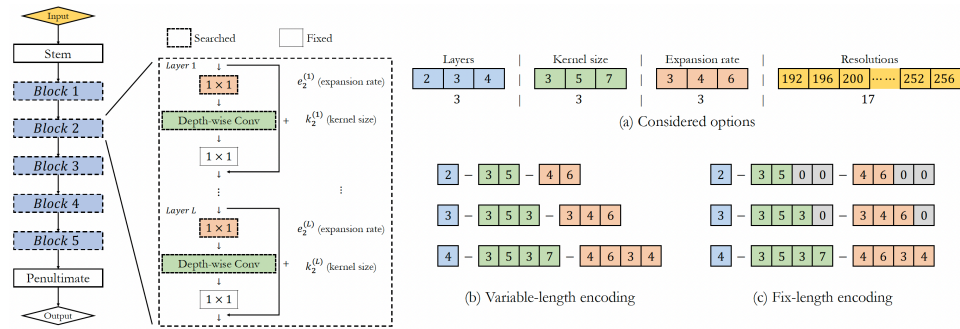 Input
Stem
Block 1
Block 2
Block 3
Block 4
Block 5
Penultimate
Output
Searched
Fixed
Layer 1
1 × 1
e₂⁽¹⁾ (expansion rate)
Depth-wise Conv + k₂⁽¹⁾ (kernel size)
1 × 1
⋮ ⋮
Layer L
1 × 1
e₂⁽ᴸ⁾ (expansion rate)
Depth-wise Conv + k₂⁽ᴸ⁾ (kernel size)
1 × 1
Layers | Kernel size | Expansion rate | Resolutions
2 3 4 | 3 5 7 | 3 4 6 | 192 196 200 ······ 252 256
3 | 3 | 3 | 17
(a) Considered options
2 – 3 5 – 4 6
3 – 3 5 3 – 3 4 6
4 – 3 5 3 7 – 4 6 3 4
(b) Variable-length encoding
2 – 3 5 0 0 – 4 6 0 0
3 – 3 5 3 0 – 3 4 6 0
4 – 3 5 3 7 – 4 6 3 4
(c) Fix-length encoding